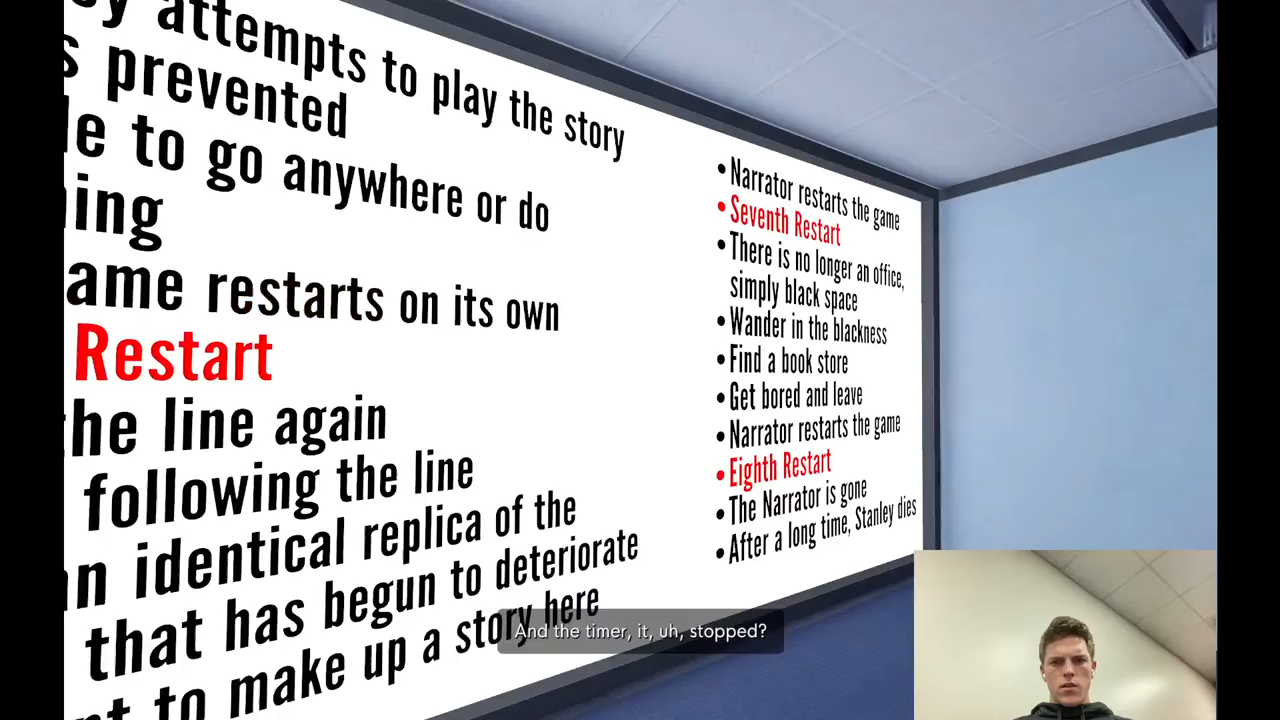 attempts to play the story
prevented
to go anywhere or do
restarts on its own
Restart
the line again
following the line
identical replica of the
that has begun to deteriorate
to make up a story here
• Narrator restarts the game
• Seventh Restart
• There is no longer an office,
simply black space
• Wander in the blackness
• Find a book store
• Get bored and leave
• Narrator restarts the game
• Eighth Restart
• The Narrator is gone
• After a long time, Stanley dies
And the timer, it, uh, stopped?